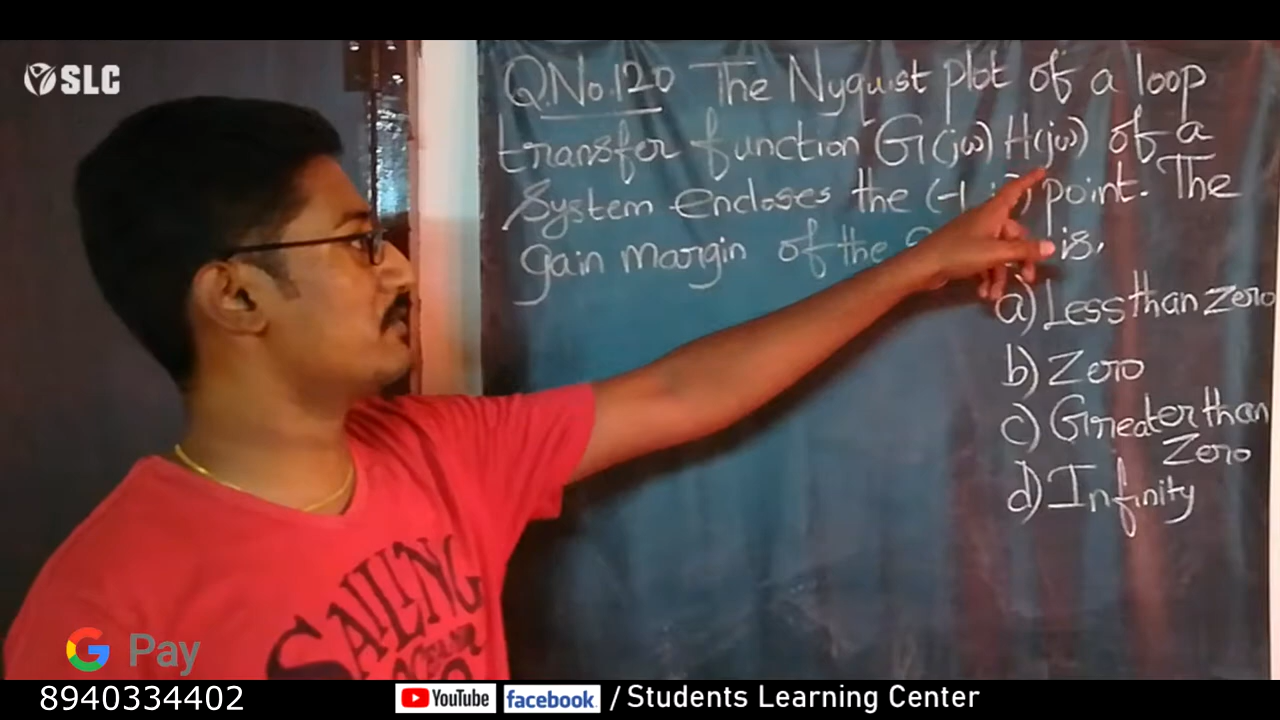 SLC
Q.No.120 The Nyquist plot of a loop
transfer function G(jω) H(jω) of a
System encloses the (-1 point. The
gain margin of the is,
a) Less than Zero
b) Zero
c) Greater than
Zero
d) Infinity
SAILING
G Pay
8940334402
YouTube facebook. / Students Learning Center